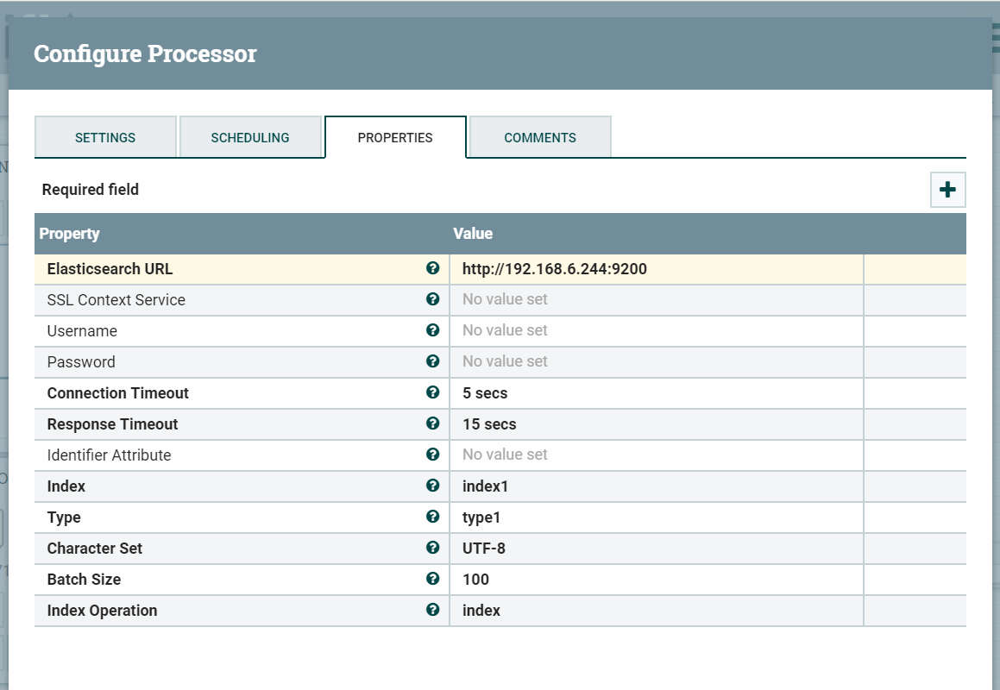 Configure Processor
SETTINGS SCHEDULING PROPERTIES COMMENTS
Required field
Property Value
Elasticsearch URL http://192.168.6.244:9200
SSL Context Service No value set
Username No value set
Password No value set
Connection Timeout 5 secs
Response Timeout 15 secs
Identifier Attribute No value set
Index index1
Type type1
Character Set UTF-8
Batch Size 100
Index Operation index